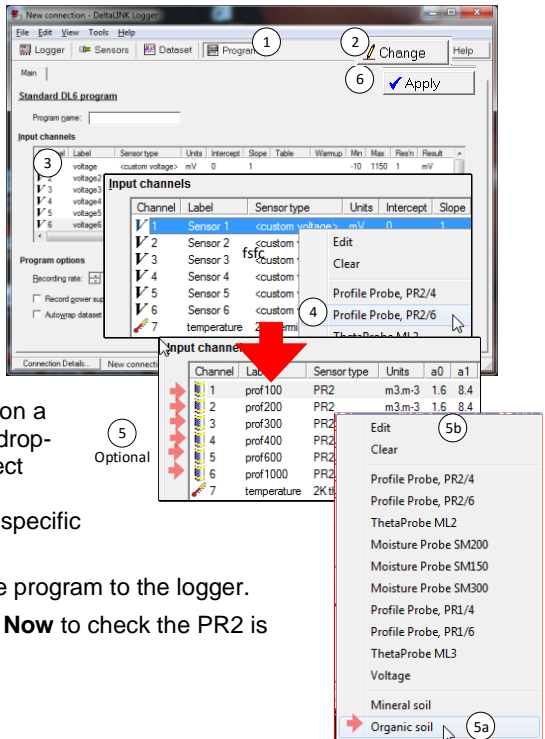 New connection - DeltaLINK Logger
File Edit View Tools Help
Logger Sensors Dataset 1 2 Change Help
6 Apply
Main
Standard DL6 program
Program name:
Input channels
Label Sensor type Units Intercept Slope Table Warmup Min Max Res'n Result
3 voltage <custom voltage> mV 0 1 -10 1150 1 mV
voltage2
V 3 voltage3
V 4 voltage4
V 5 voltage5
V 6 voltage6
Program options
Recording rate:
Record power
Autowrap dataset
Connection Details...
Input channels
Channel Label Sensor type Units Intercept Slope
V 1 Sensor 1 <custom voltage> mV 0 1
V 2 Sensor 2 <custom
V 3 Sensor 3 <custom
V 4 Sensor 4 <custom
V 5 Sensor 5 <custom
V 6 Sensor 6 <custom
7 temperature
fsfc
Edit
Clear
Profile Probe, PR2/4
4 Profile Probe, PR2/6
ThetaProbe ML2
Channel Units a0 a1
1 prof100 PR2 m3.m-3 1.6 8.4
2 prof200 PR2 m3.m-3 1.6 8.4
3 prof300 PR2
4 prof400 PR2
5 prof600 PR2
6 prof1000 PR2
7 temperature
5
Optional
on a
drop-
ect
specific
e program to the logger.
Now to check the PR2 is
Edit 5b
Clear
Profile Probe, PR2/4
Profile Probe, PR2/6
ThetaProbe ML2
Moisture Probe SM200
Moisture Probe SM150
Moisture Probe SM300
Profile Probe, PR1/4
Profile Probe, PR1/6
ThetaProbe ML3
Voltage
Mineral soil
Organic soil 5a